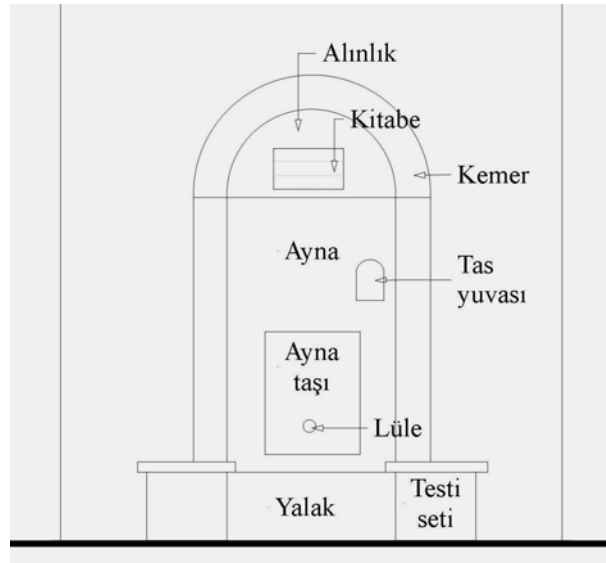 Alınlık
Kitabe
Kemer
Ayna
Tas
yuvası
Ayna
taşı
Lüle
Yalak
Testi
seti